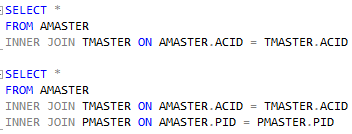 SELECT *
FROM AMASTER
INNER JOIN TMASTER ON AMASTER.ACID = TMASTER.ACID
SELECT *
FROM AMASTER
INNER JOIN TMASTER ON AMASTER.ACID = TMASTER.ACID
INNER JOIN PMASTER ON AMASTER.PID = PMASTER.PID